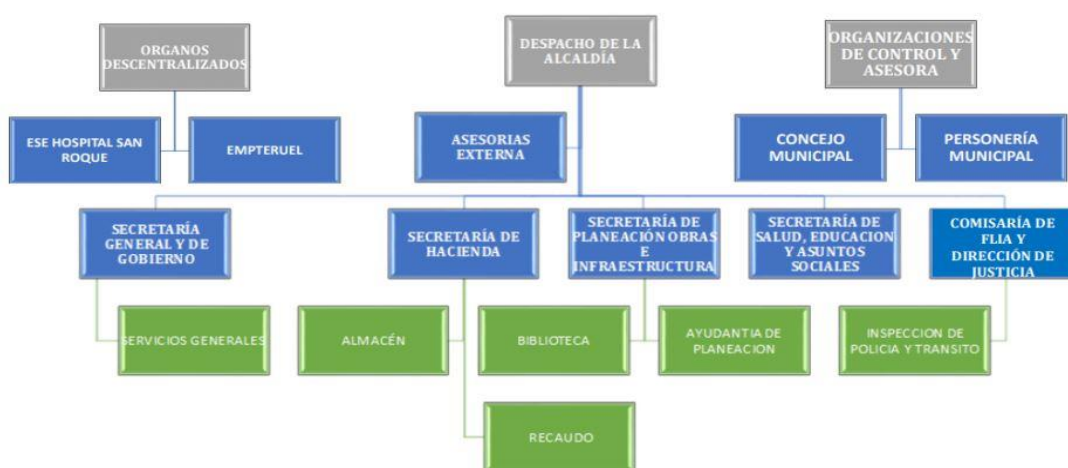 ORGANOS
DESCENTRALIZADOS
DESPACHO DE LA
ALCALDÍA
ORGANIZACIONES
DE CONTROL Y
ASESORA
ESE HOSPITAL SAN
ROQUE
EMPTERUEL
ASESORIAS
EXTERNA
CONCEJO
MUNICIPAL
PERSONERÍA
MUNICIPAL
SECRETARÍA
GENERAL Y DE
GOBIERNO
SECRETARÍA DE
HACIENDA
SECRETARÍA DE
PLANEACIÓN OBRAS
E
INFRAESTRUCTURA
SECRETARÍA DE
SALUD, EDUCACION
Y ASUNTOS
SOCIALES
COMISARÍA DE
FLIA Y
DIRECCIÓN DE
JUSTICIA
SERVICIOS GENERALES
ALMACÉN
BIBLIOTECA
AYUDANTIA DE
PLANEACION
INSPECCION DE
POLICIA Y TRANSITO
RECAUDO